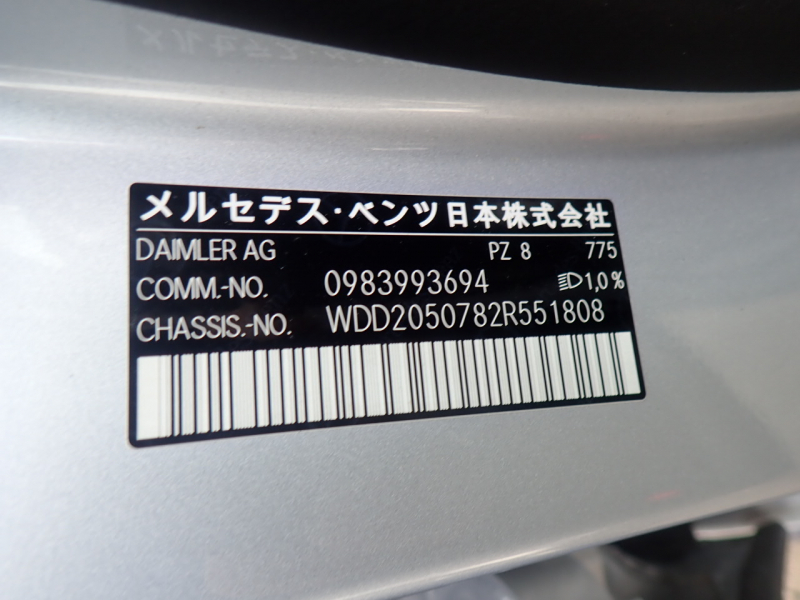 メルセデス・ベンツ日本株式会社
DAIMLER AG PZ 8 775
COMM.-NO. 0983993694 1,0%
CHASSIS.-NO. WDD2050782R551808